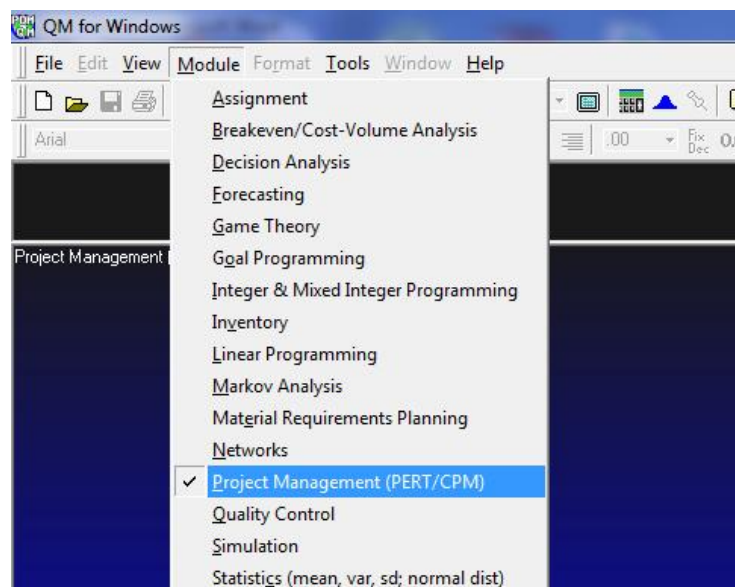 QM for Windows
File Edit View Module Format Tools Window Help
Arial
.00
Fix Dec
Project Management
Assignment
Breakeven/Cost-Volume Analysis
Decision Analysis
Forecasting
Game Theory
Goal Programming
Integer & Mixed Integer Programming
Inventory
Linear Programming
Markov Analysis
Material Requirements Planning
Networks
Project Management (PERT/CPM)
Quality Control
Simulation
Statistics (mean, var, sd; normal dist)